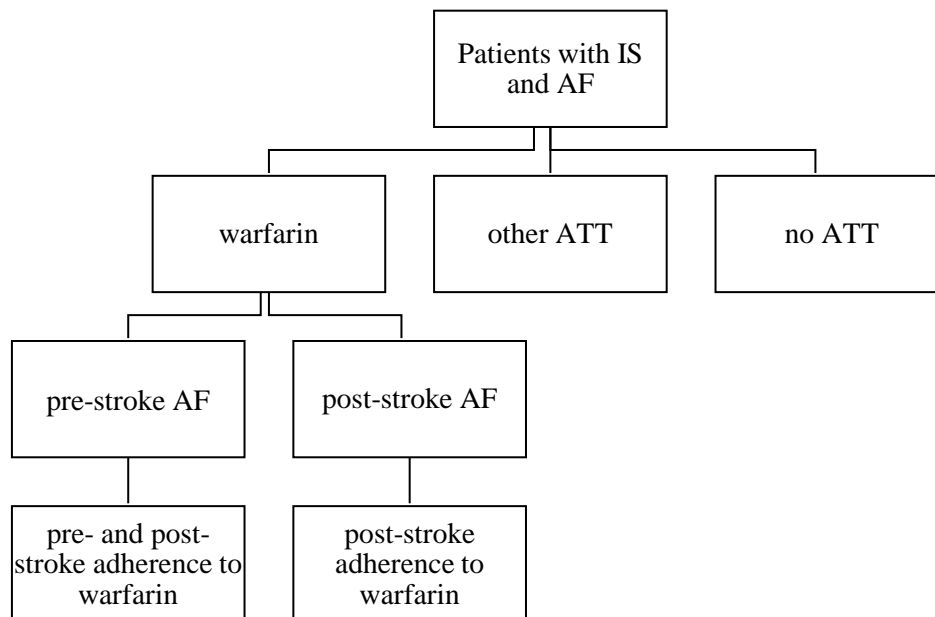 Patients with IS
and AF
warfarin
other ATT
no ATT
pre-stroke AF
post-stroke AF
pre- and post-
stroke adherence to
warfarin
post-stroke
adherence to
warfarin